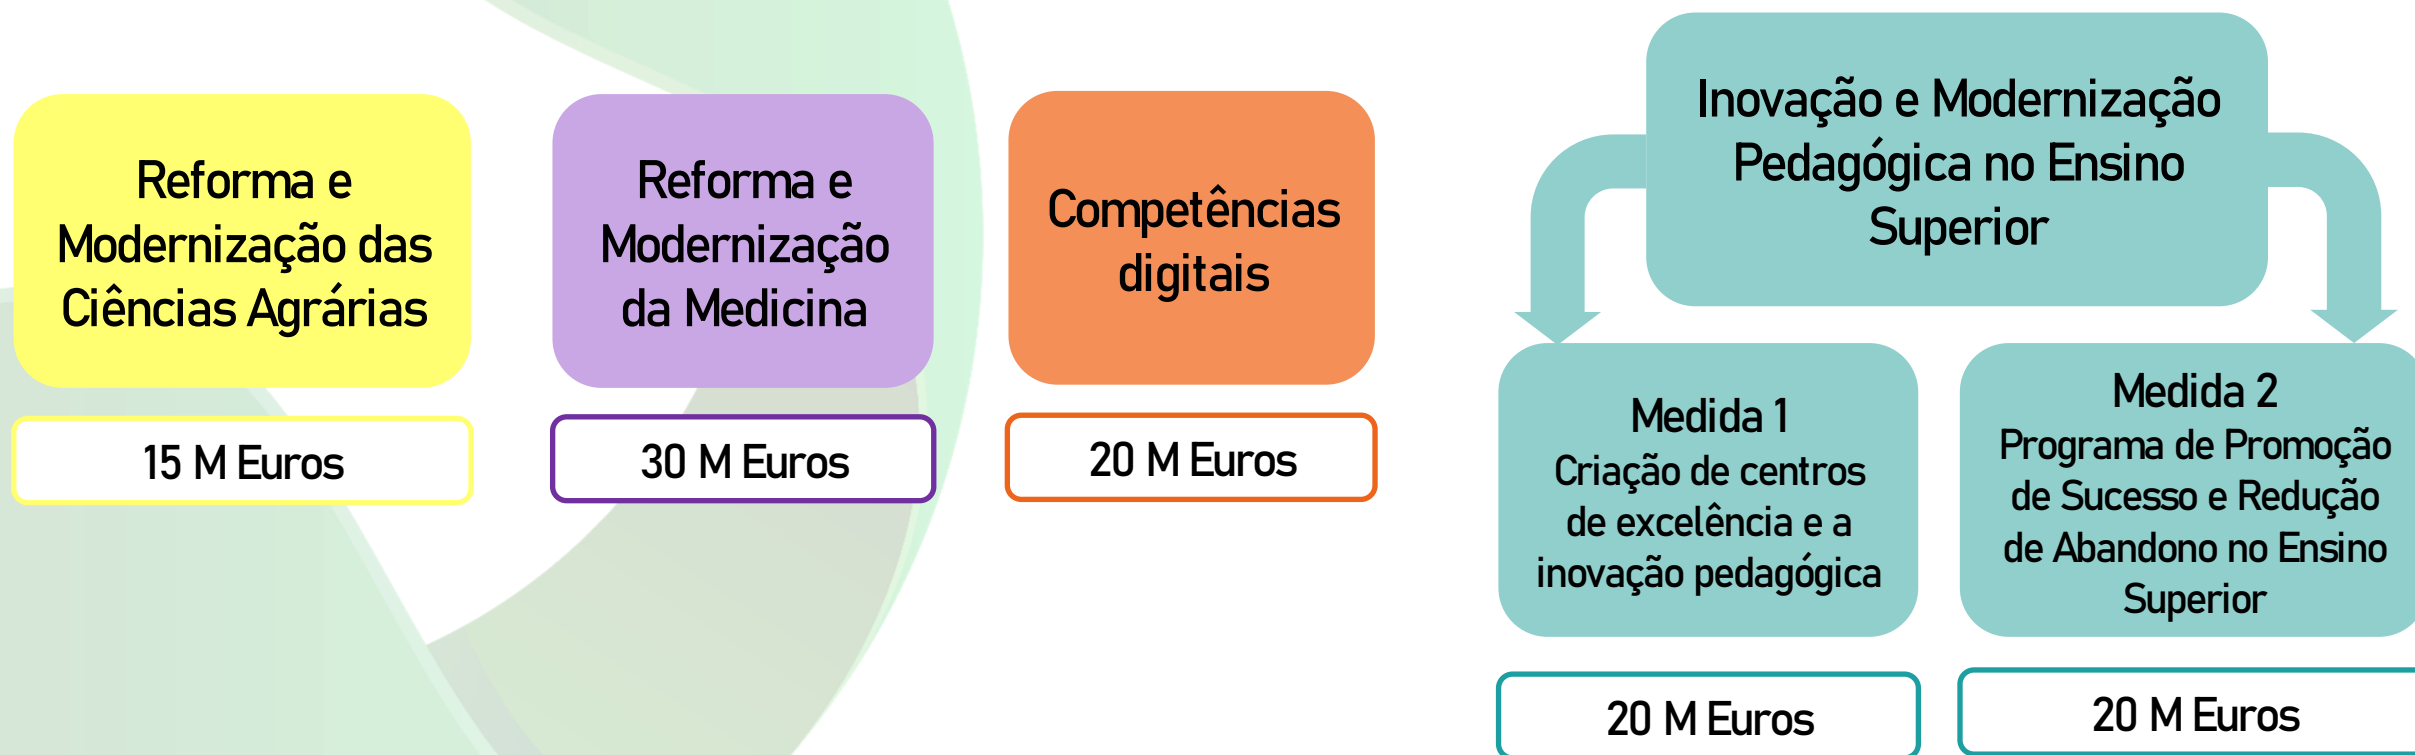 Reforma e
Modernização das
Ciências Agrárias
15 M Euros
Reforma e
Modernização
da Medicina
30 M Euros
Competências
digitais
20 M Euros
Inovação e Modernização
Pedagógica no Ensino
Superior
Medida 1
Criação de centros
de excelência e a
inovação pedagógica
20 M Euros
Medida 2
Programa de Promoção
de Sucesso e Redução
de Abandono no Ensino
Superior
20 M Euros